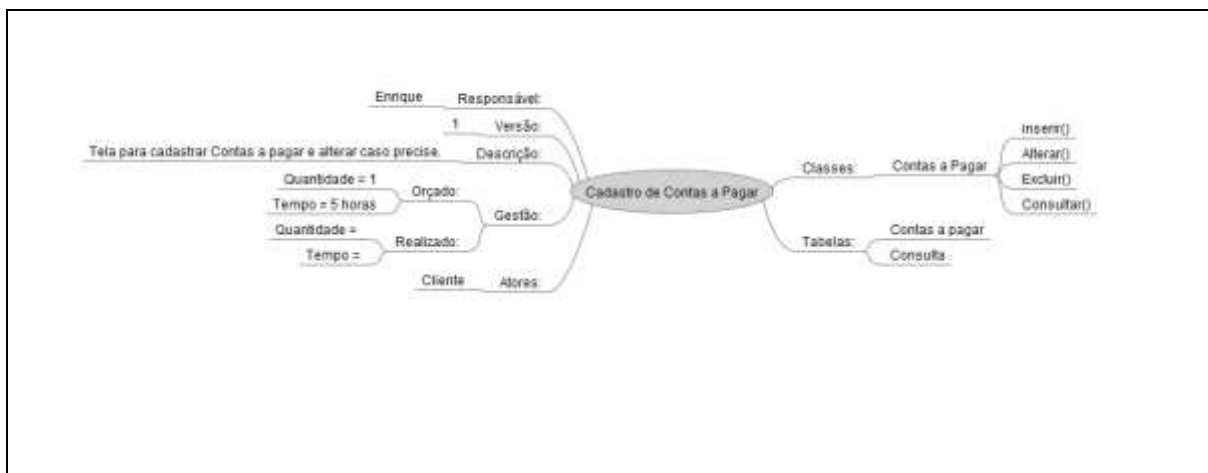 Enrique Responsável:
1 Versão:
Tela para cadastrar Contas a pagar e alterar caso precise. Descrição:
Quantidade = 1
Orçado:
Tempo = 5 horas
Gestão:
Quantidade =
Realizado:
Tempo =
Cliente Atores:
Cadastro de Contas a Pagar
Classes: Contas a Pagar
Inserir()
Alterar()
Excluir()
Consultar()
Tabelas:
Contas a pagar
Consulta